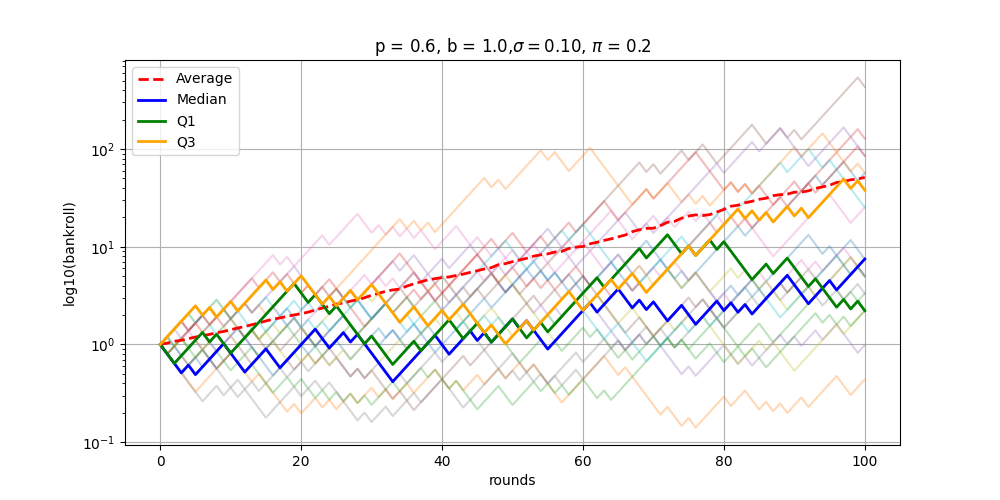 p = 0.6, b = 1.0,σ = 0.10, π = 0.2
Average
Median
Q1
Q3
log10(bankroll)
10²
10¹
10⁰
10⁻¹
0 20 40 60 80 100
rounds